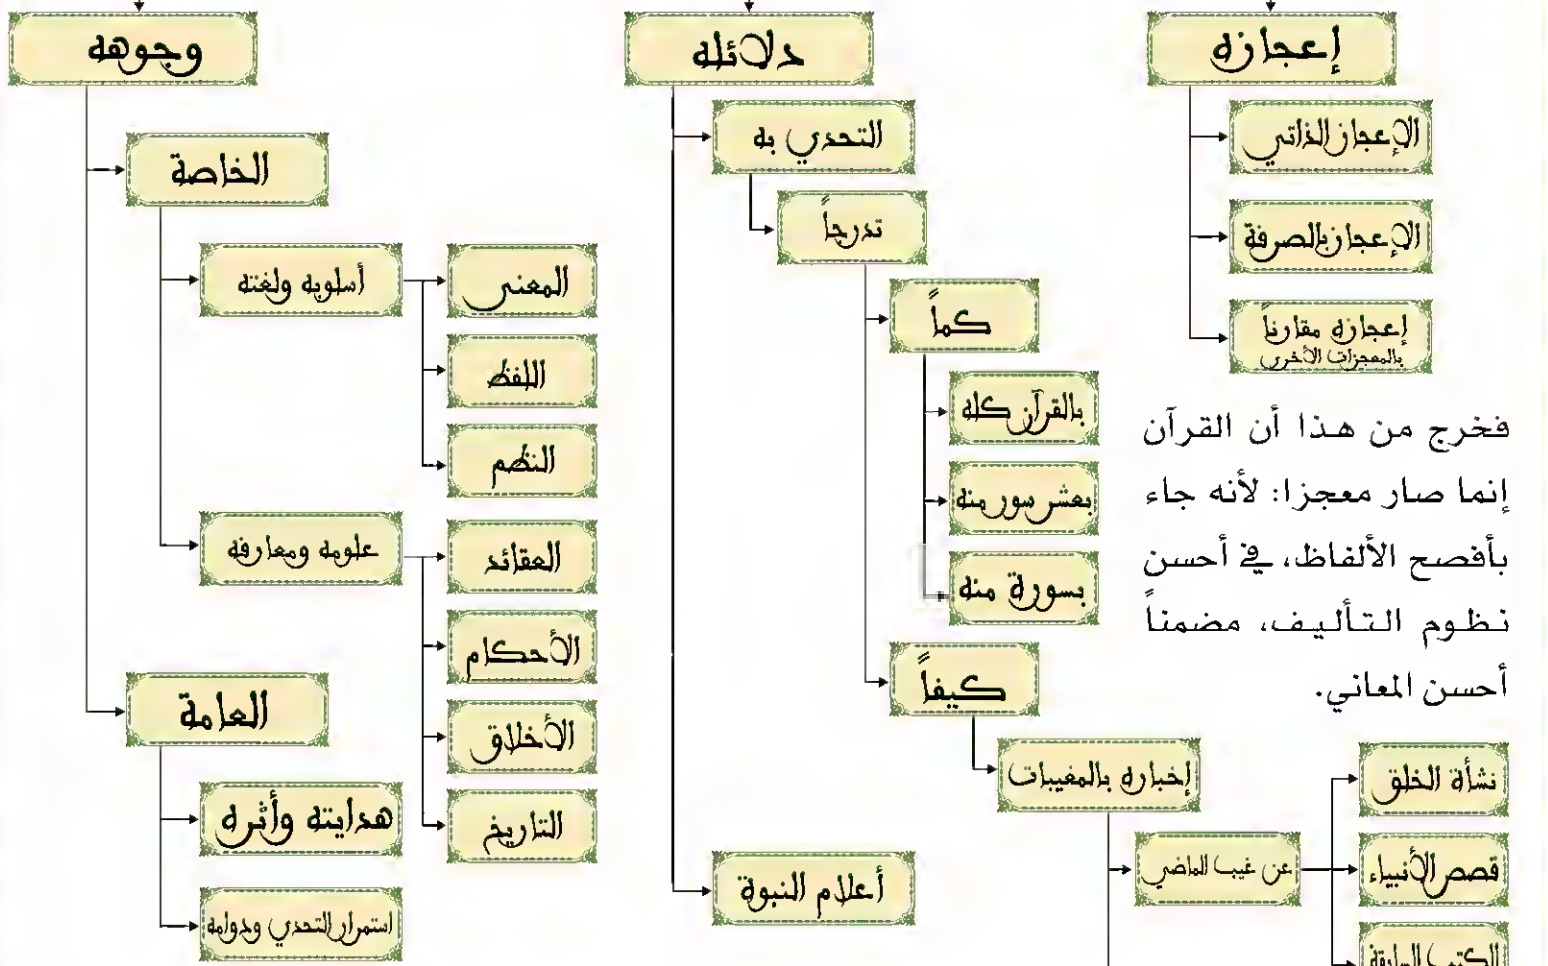 إعجازه
الإعجاز الذاتي
الإعجاز بالصرفة
إعجازه مقارناً
بالمعجزات الأخرى
فخرج من هذا أن القرآن
إنما صار معجزا: لأنه جاء
بأفصح الألفاظ، في أحسن
نظوم التأليف، مضمناً
أحسن المعاني.
دلائله
التحدي به
تدرجاً
كماً
بالقرآن كله
بعشر سور منه
بسورة منه
كيفاً
إخباره بالمغيبات
عن غيب الماضي
نشأة الخلق
قصص الأنبياء
الكتب السابقة
أعلام النبوة
وجوهه
الخاصة
أسلوبه ولغته
المعنى
اللفظ
النظم
علومه ومعارفه
العقائد
الأحكام
الأخلاق
التاريخ
العامة
هدايته وأثره
استمرار التحدي ودوامه